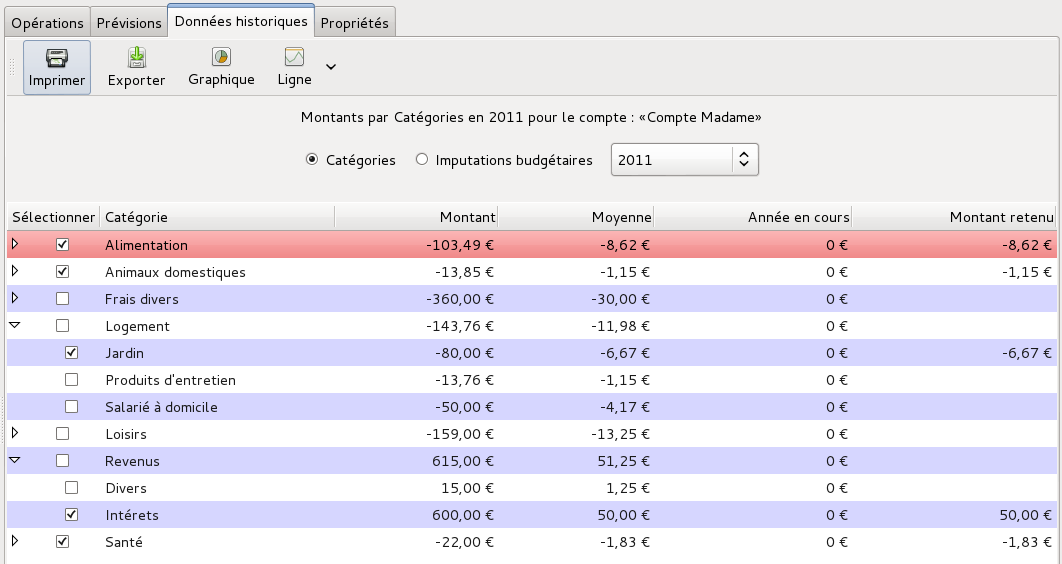 Opérations Prévisions Données historiques Propriétés
Imprimer Exporter Graphique Ligne
Montants par Catégories en 2011 pour le compte : «Compte Madame»
Catégories Imputations budgétaires 2011
Sélectionner Catégorie Montant Moyenne Année en cours Montant retenu
Alimentation -103,49 € -8,62 € 0 € -8,62 €
Animaux domestiques -13,85 € -1,15 € 0 € -1,15 €
Frais divers -360,00 € -30,00 € 0 €
Logement -143,76 € -11,98 € 0 €
Jardin -80,00 € -6,67 € 0 € -6,67 €
Produits d'entretien -13,76 € -1,15 € 0 €
Salarié à domicile -50,00 € -4,17 € 0 €
Loisirs -159,00 € -13,25 € 0 €
Revenus 615,00 € 51,25 € 0 €
Divers 15,00 € 1,25 € 0 €
Intérets 600,00 € 50,00 € 0 € 50,00 €
Santé -22,00 € -1,83 € 0 € -1,83 €